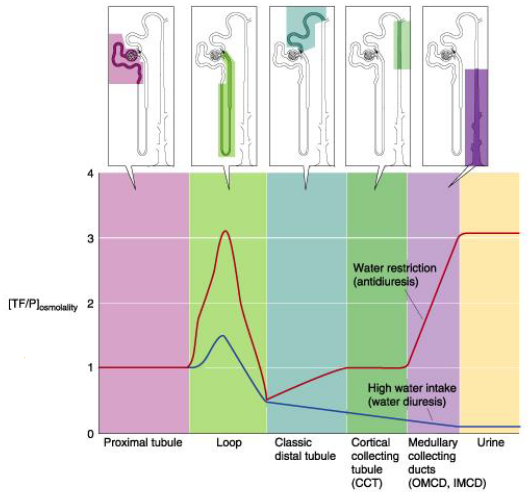 4
3
2
1
0
[TF/P]osmolality
Water restriction
(antidiuresis)
High water intake
(water diuresis)
Proximal tubule
Loop
Classic
distal tubule
Cortical
collecting
tubule
(CCT)
Medullary
collecting
ducts
(OMCD, IMCD)
Urine